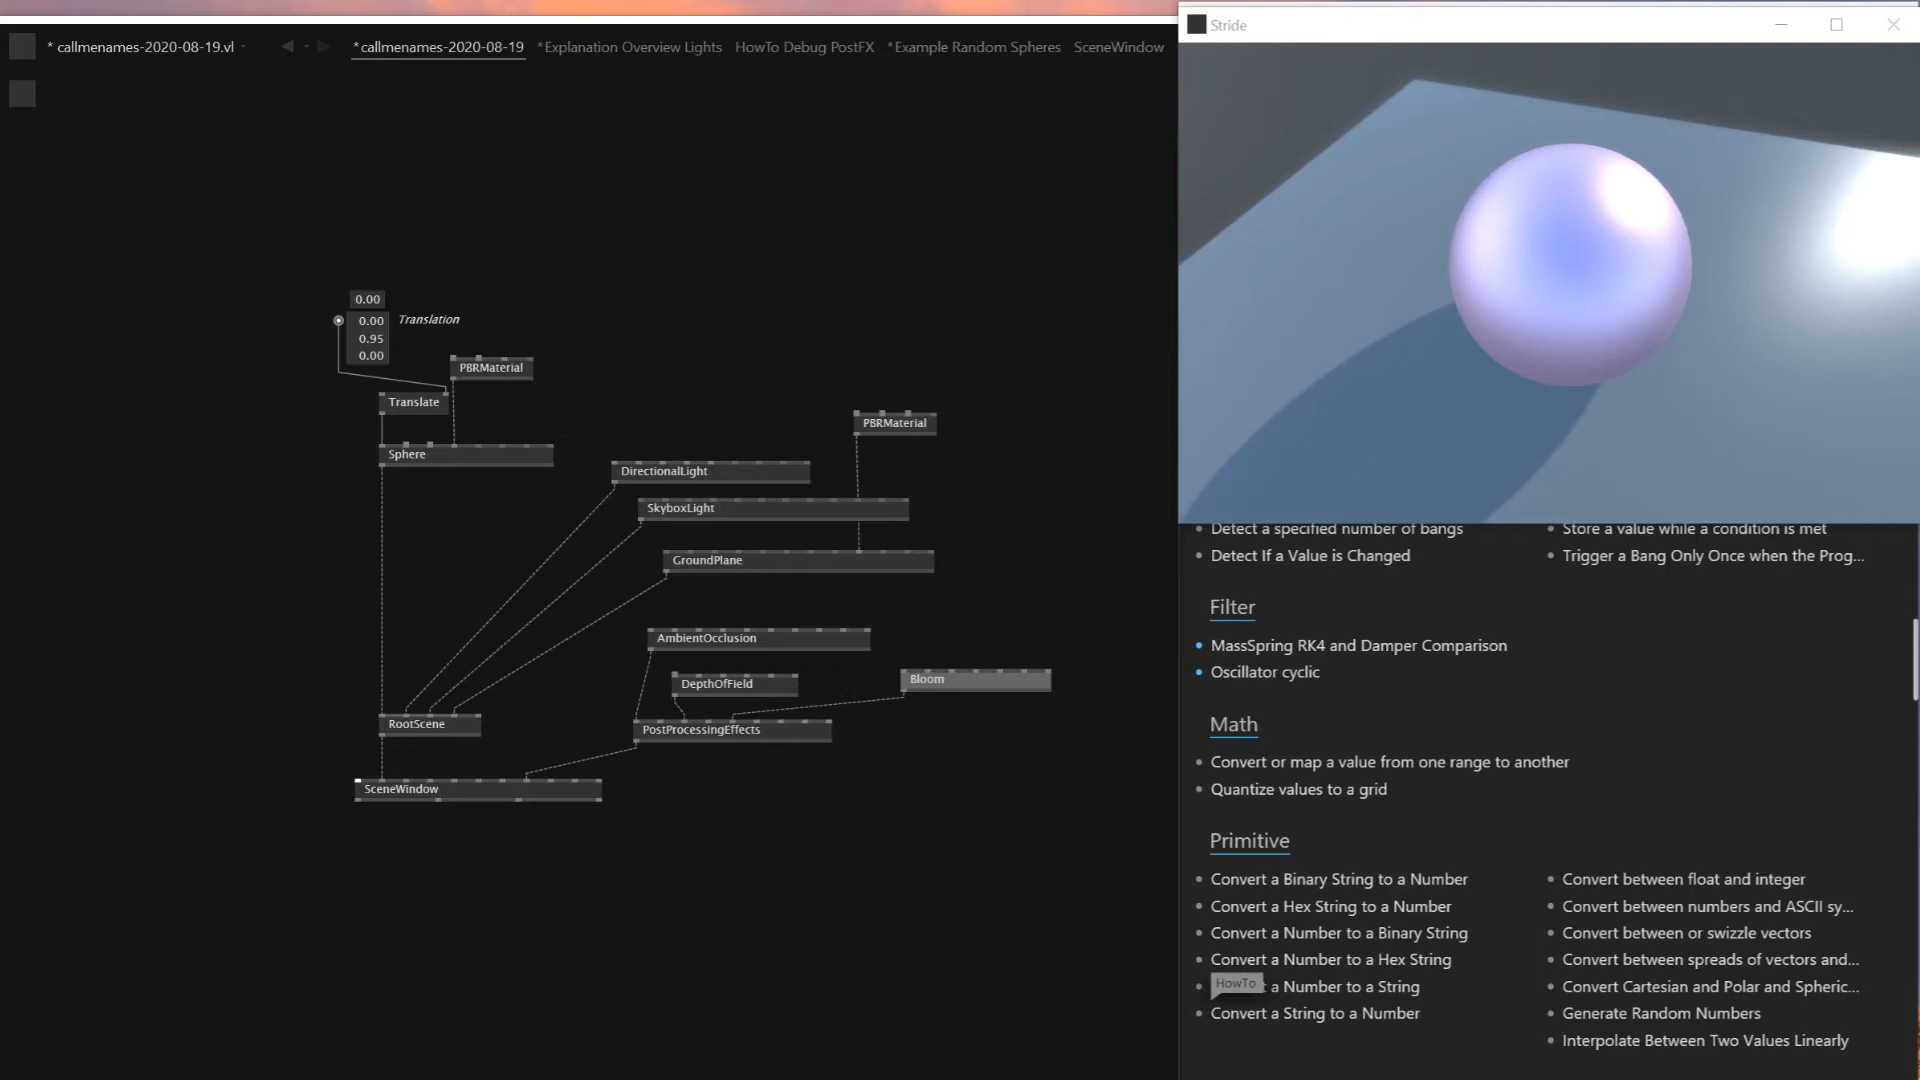 * callmenames-2020-08-19.vl
*callmenames-2020-08-19
*Explanation Overview Lights
HowTo Debug PostFX
*Example Random Spheres
SceneWindow
0.00
0.00
0.95
0.00
Translation
PBRMaterial
Translate
Sphere
PBRMaterial
DirectionalLight
SkyboxLight
GroundPlane
AmbientOcclusion
DepthOfField
Bloom
RootScene
PostProcessingEffects
SceneWindow
Stride
Detect a specified number of bangs
Detect If a Value is Changed
Store a value while a condition is met
Trigger a Bang Only Once when the Prog...
Filter
MassSpring RK4 and Damper Comparison
Oscillator cyclic
Math
Convert or map a value from one range to another
Quantize values to a grid
Primitive
Convert a Binary String to a Number
Convert a Hex String to a Number
Convert a Number to a Binary String
Convert a Number to a Hex String
HowTo
t a Number to a String
Convert a String to a Number
Convert between float and integer
Convert between numbers and ASCII sy...
Convert between or swizzle vectors
Convert between spreads of vectors and...
Convert Cartesian and Polar and Spheric...
Generate Random Numbers
Interpolate Between Two Values Linearly